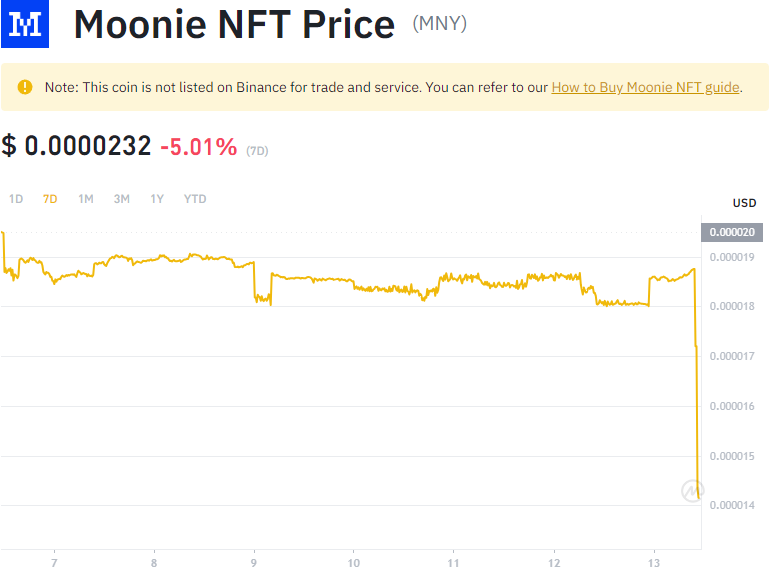 Moonie NFT Price (MNY)
Note: This coin is not listed on Binance for trade and service. You can refer to our How to Buy Moonie NFT guide.
$ 0.0000232 -5.01% (7D)
1D 7D 1M 3M 1Y YTD
USD
0.000020
0.000019
0.000018
0.000017
0.000016
0.000015
0.000014
7 8 9 10 11 12 13